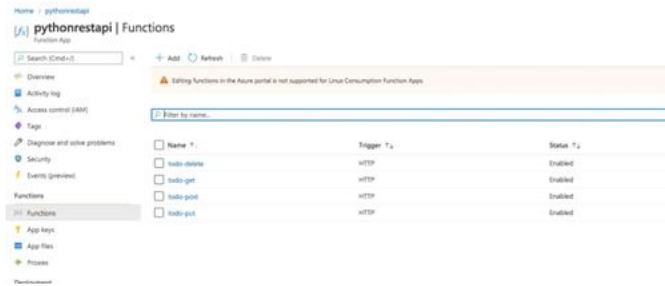 Home > pythonrestapi
pythonrestapi | Functions
Function App
Search (Cmd+/)
Overview
Activity log
Access control (IAM)
Tags
Diagnose and solve problems
Security
Events (preview)
Functions
Functions
App keys
App files
Proxies
Deployment
Add Refresh Delete
Editing functions in the Azure portal is not supported for Linux Consumption Function Apps
Filter by name...
Name Trigger Status
todo-delete HTTP Enabled
todo-get HTTP Enabled
todo-post HTTP Enabled
todo-put HTTP Enabled